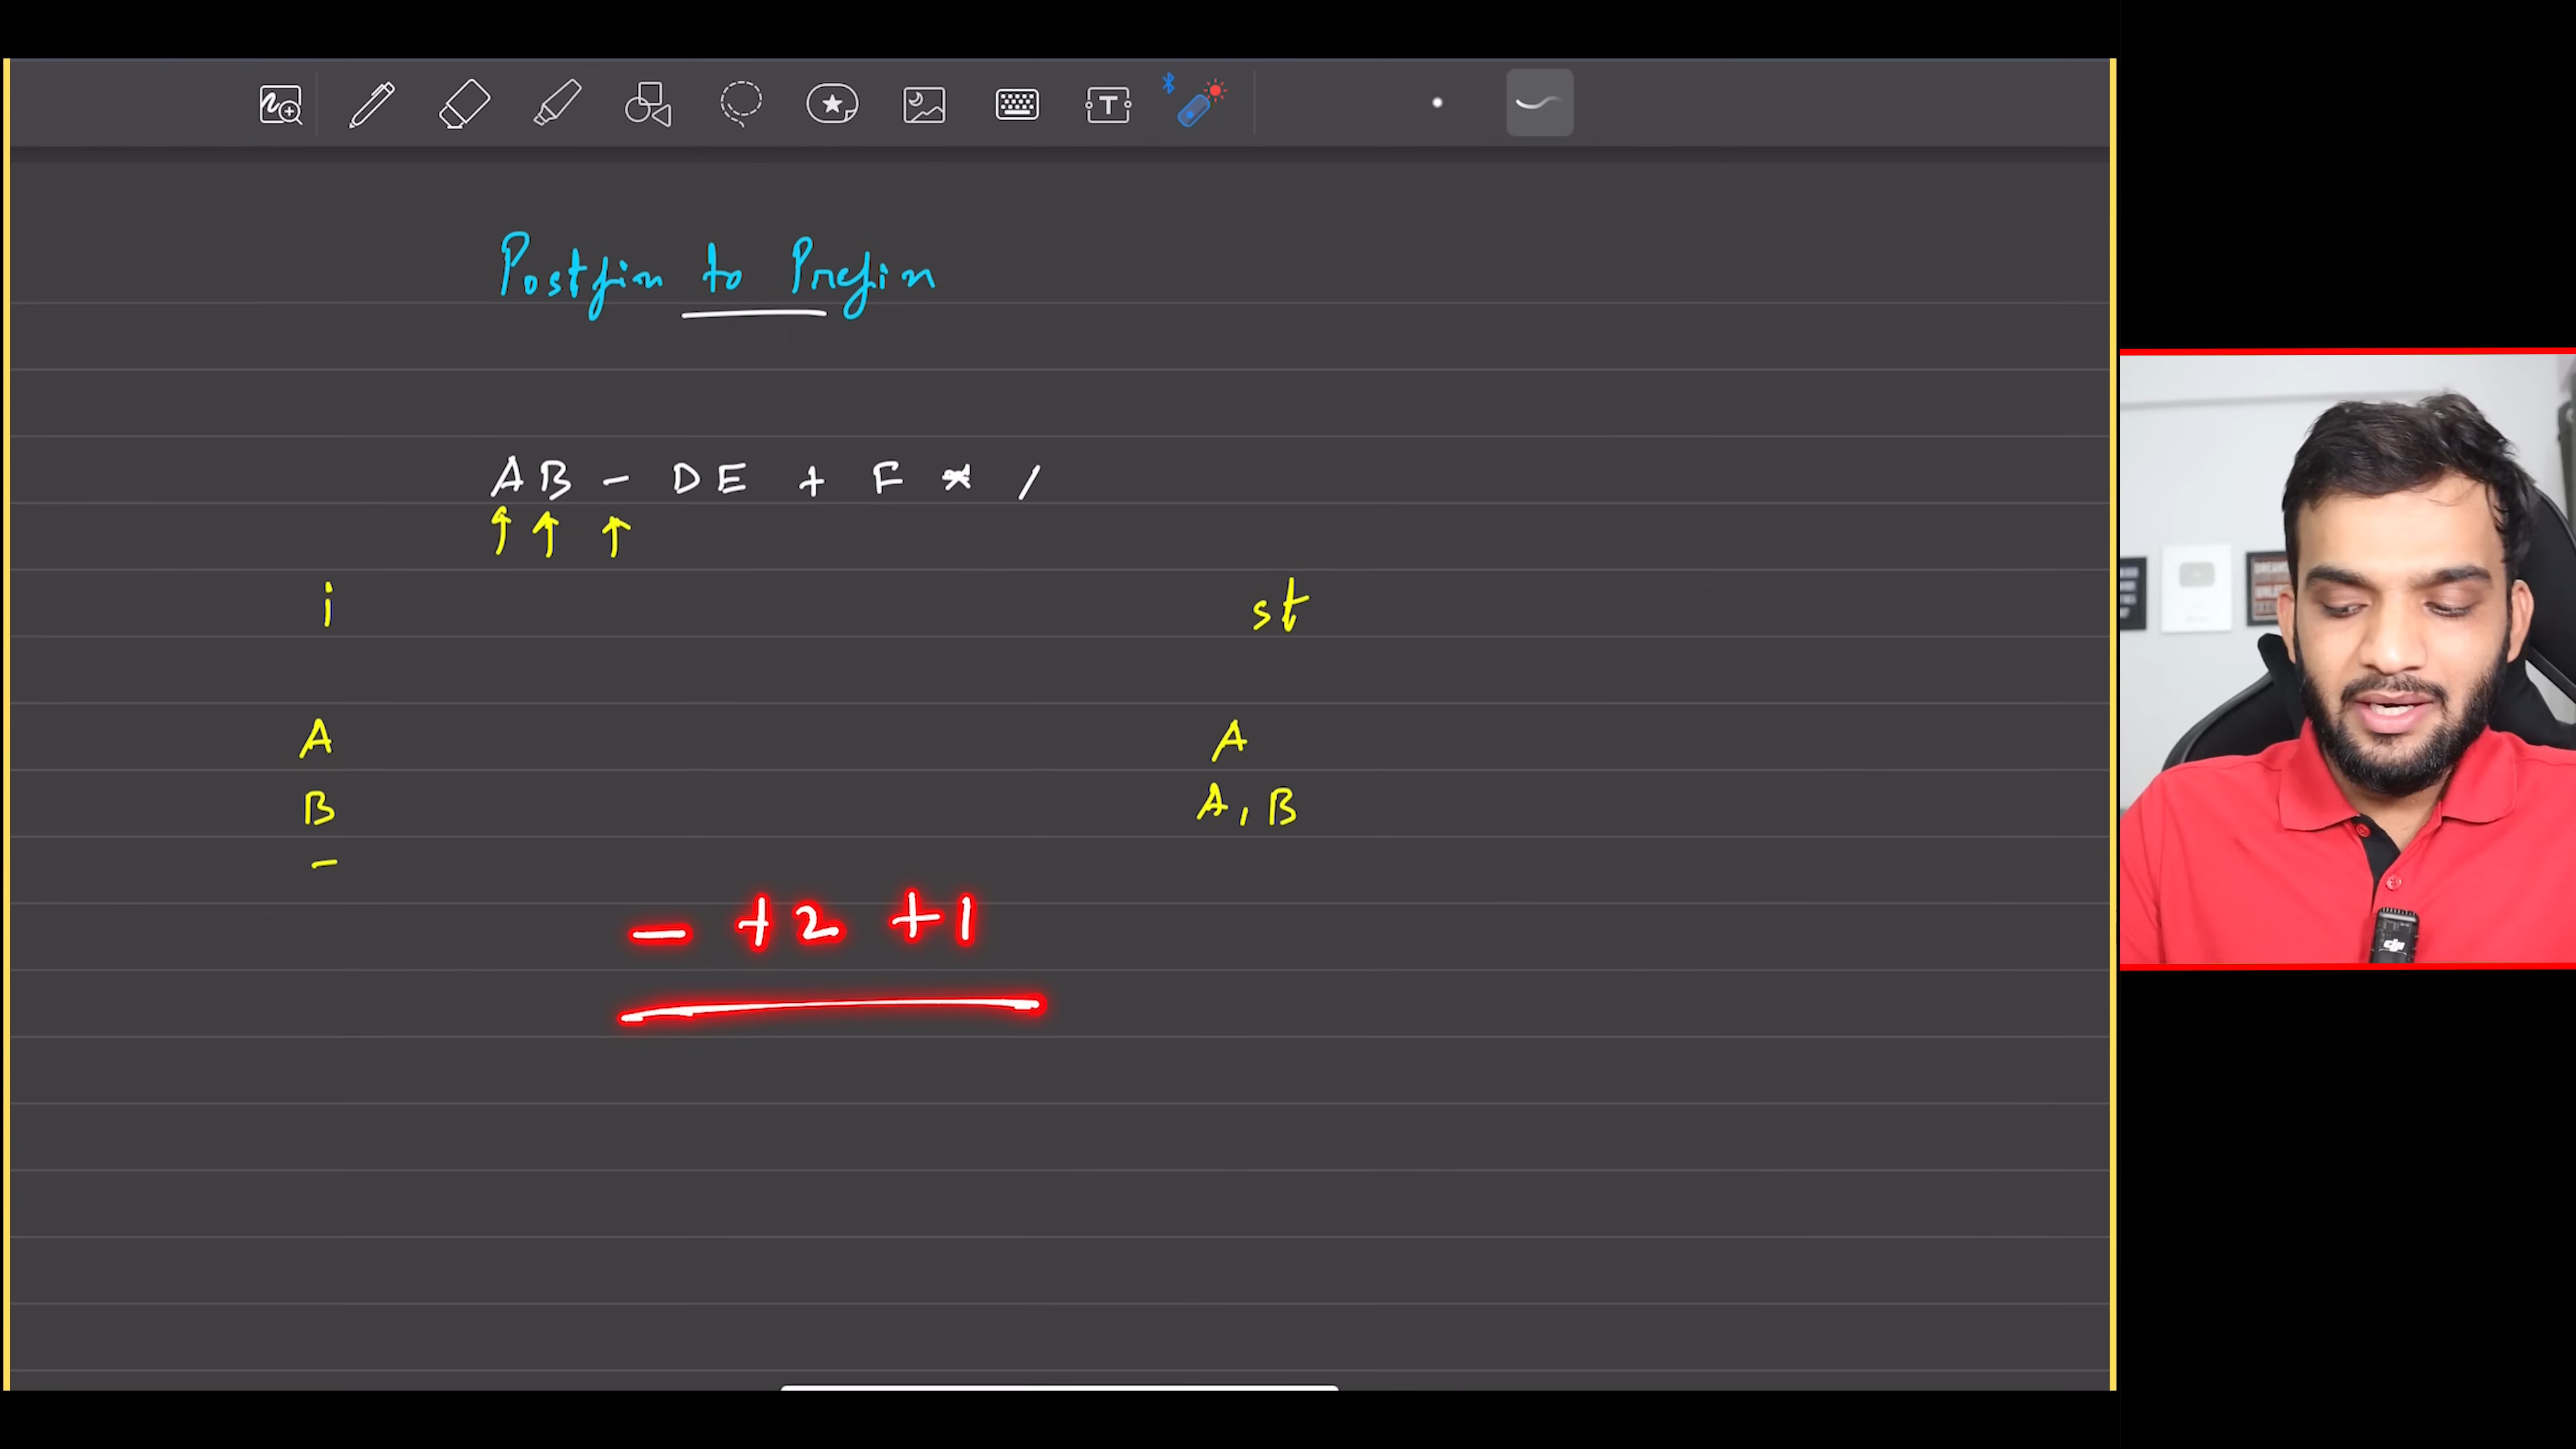 Postfix to Prefix
A B - D E + F * /
i st
A A
B A, B
-
- +2 +1